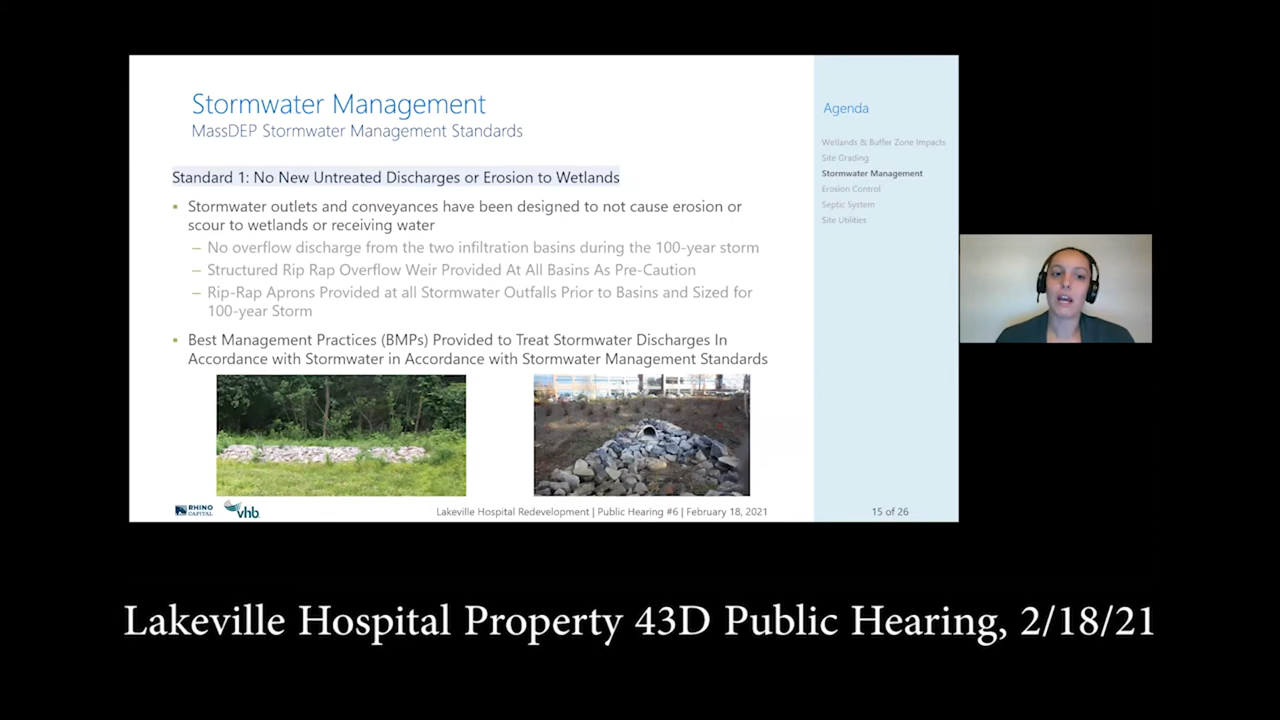 Stormwater Management
MassDEP Stormwater Management Standards
Standard 1: No New Untreated Discharges or Erosion to Wetlands
▪ Stormwater outlets and conveyances have been designed to not cause erosion or
scour to wetlands or receiving water
– No overflow discharge from the two infiltration basins during the 100-year storm
– Structured Rip Rap Overflow Weir Provided At All Basins As Pre-Caution
– Rip-Rap Aprons Provided at all Stormwater Outfalls Prior to Basins and Sized for
100-year Storm
▪ Best Management Practices (BMPs) Provided to Treat Stormwater Discharges In
Accordance with Stormwater in Accordance with Stormwater Management Standards
RHINO
CAPITAL
vhb
Lakeville Hospital Redevelopment | Public Hearing #6 | February 18, 2021
Agenda
Wetlands & Buffer Zone Impacts
Site Grading
Stormwater Management
Erosion Control
Septic System
Site Utilities
15 of 26
Lakeville Hospital Property 43D Public Hearing, 2/18/21